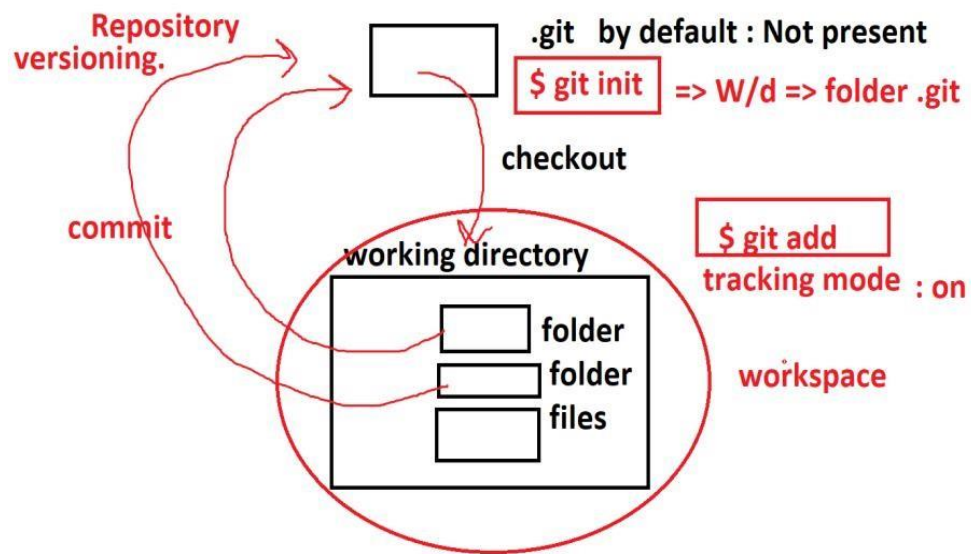 Repository
versioning.
.git by default : Not present
$ git init => W/d => folder .git
checkout
commit
$ git add
tracking mode : on
working directory
folder
folder
files
workspace